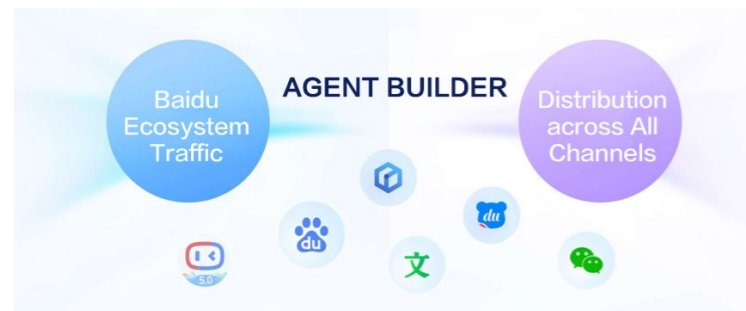 AGENT BUILDER
Baidu
Ecosystem
Traffic
Distribution
across All
Channels
du
du
文
5.0